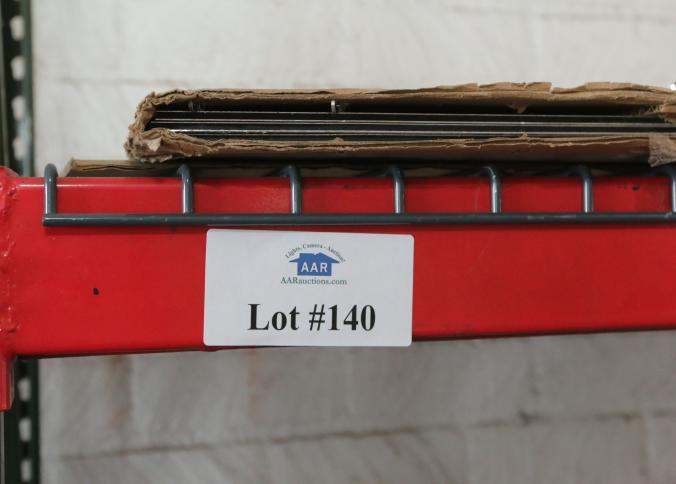 Lights, Camera - Auction!
AAR
AARauctions.com
Lot #140